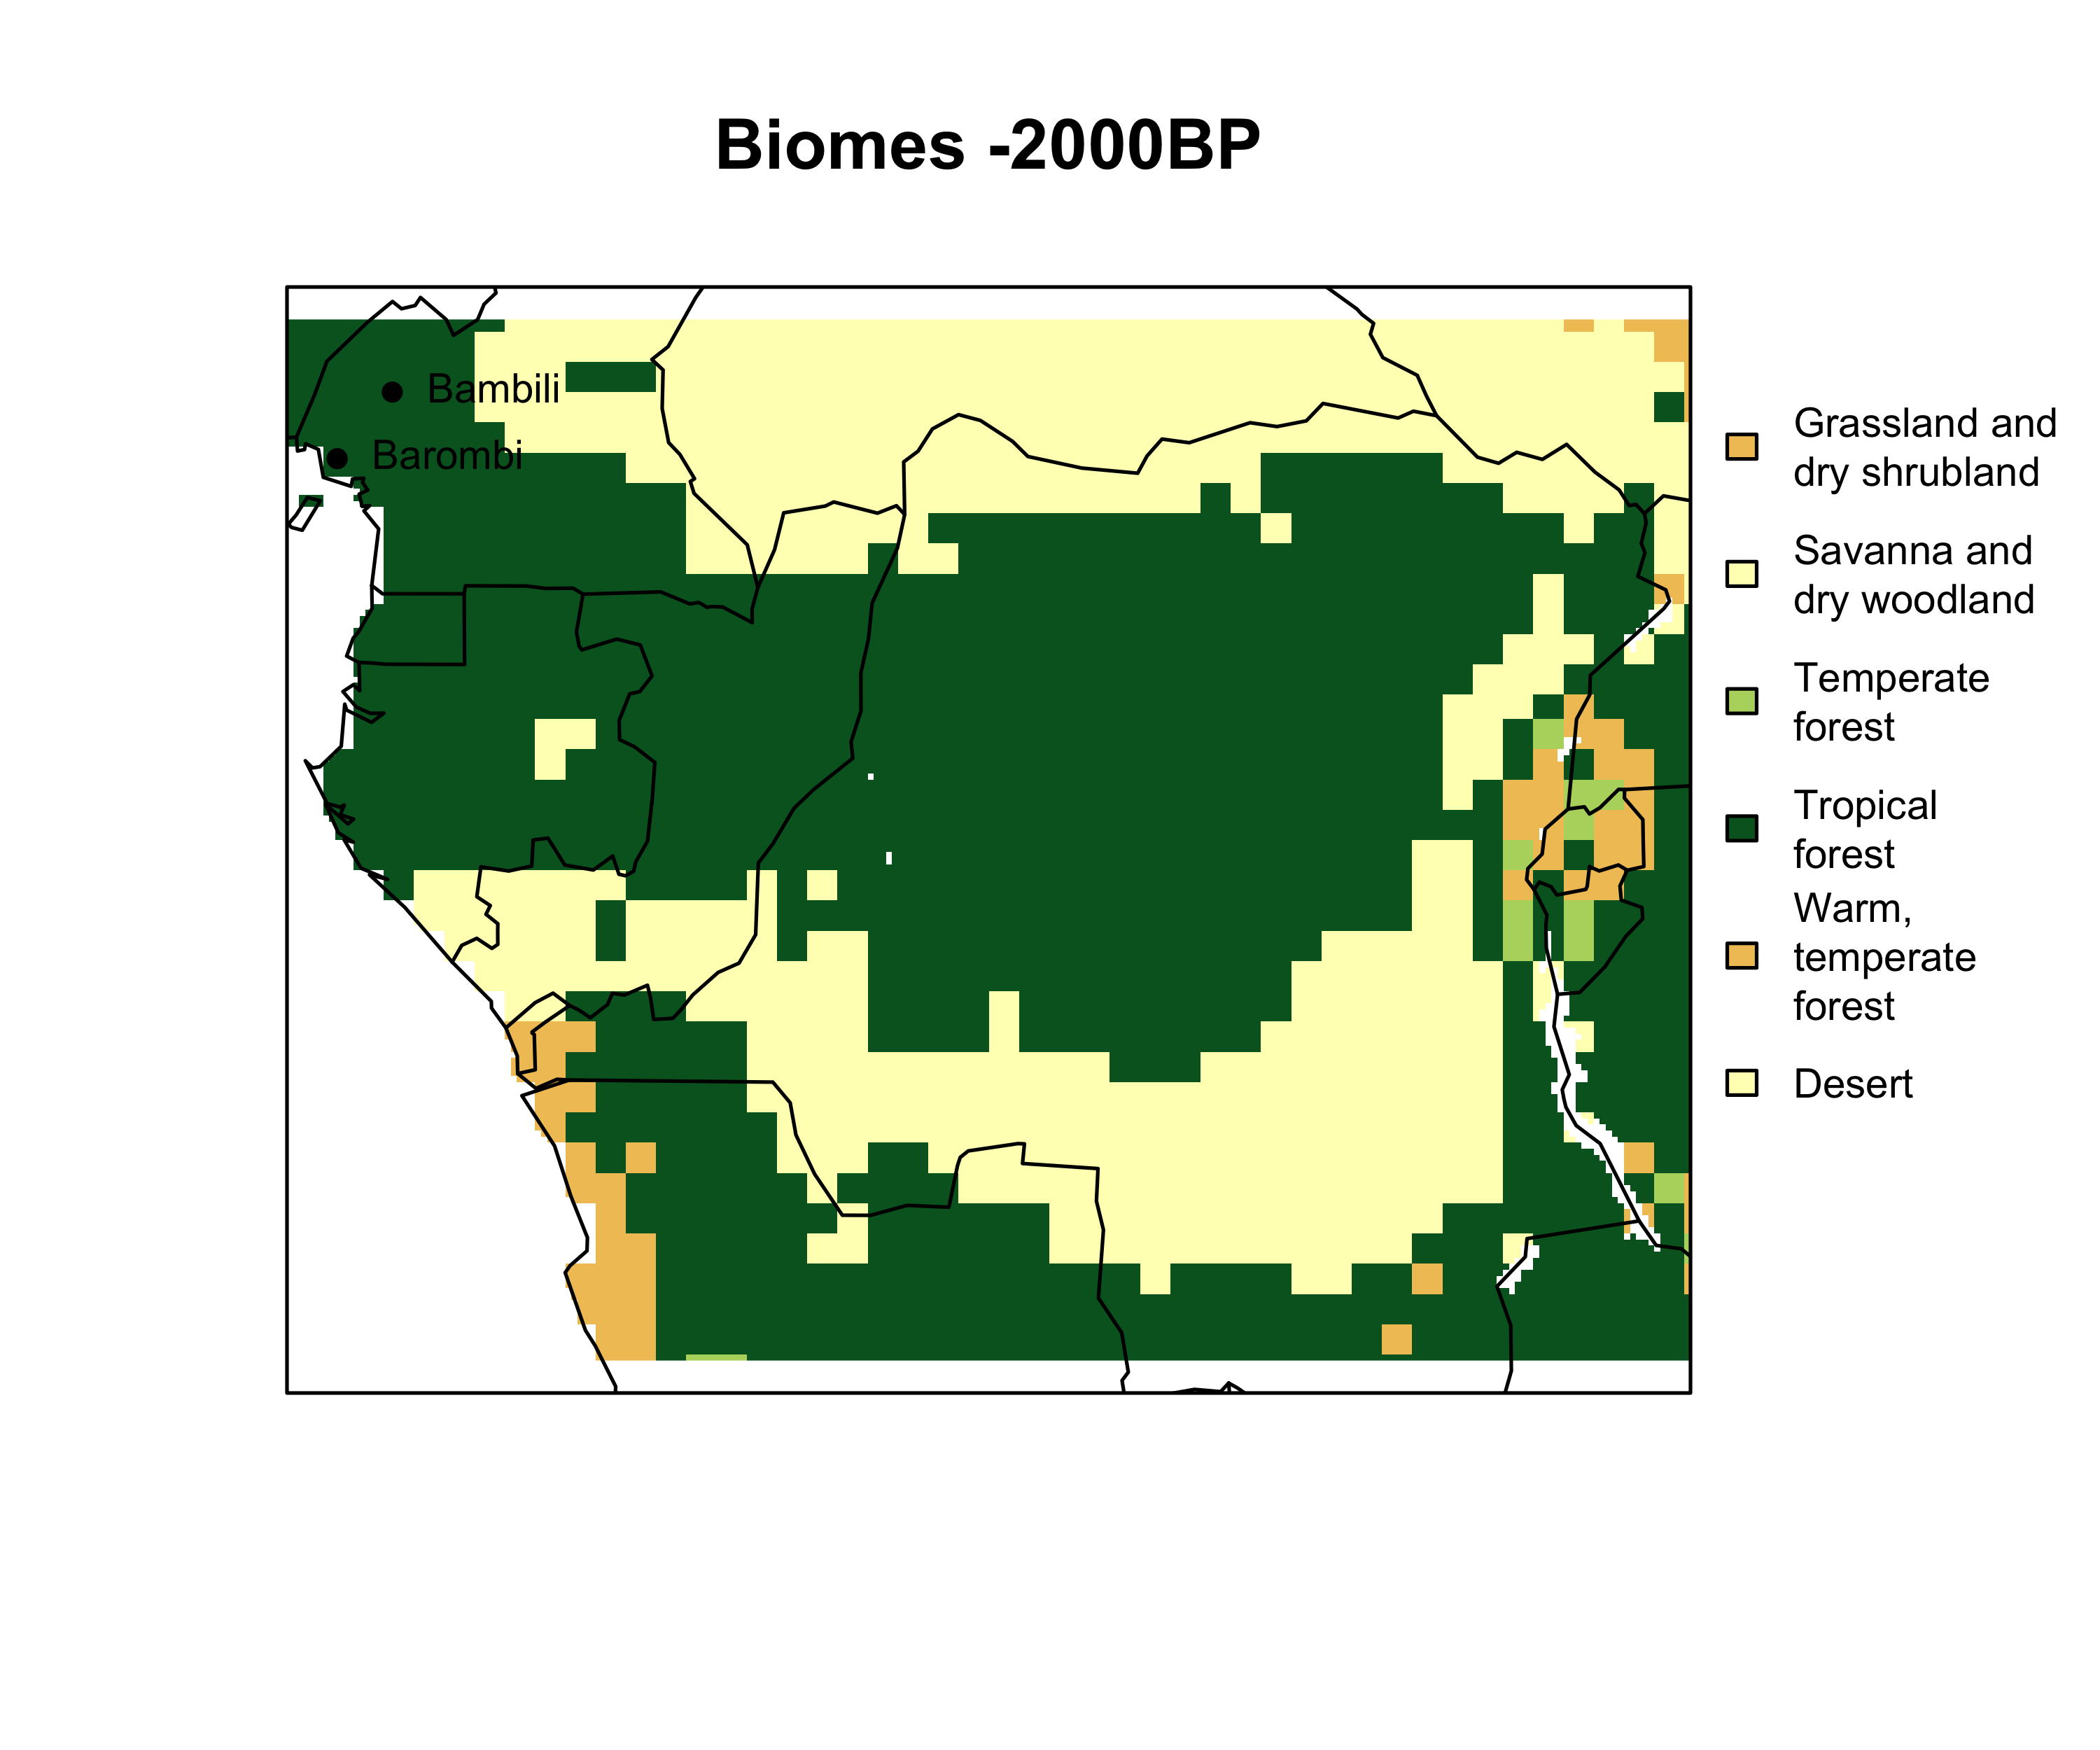 Biomes -2000BP
Bambili
Barombi
Grassland and
dry shrubland
Savanna and
dry woodland
Temperate
forest
Tropical
forest
Warm,
temperate
forest
Desert